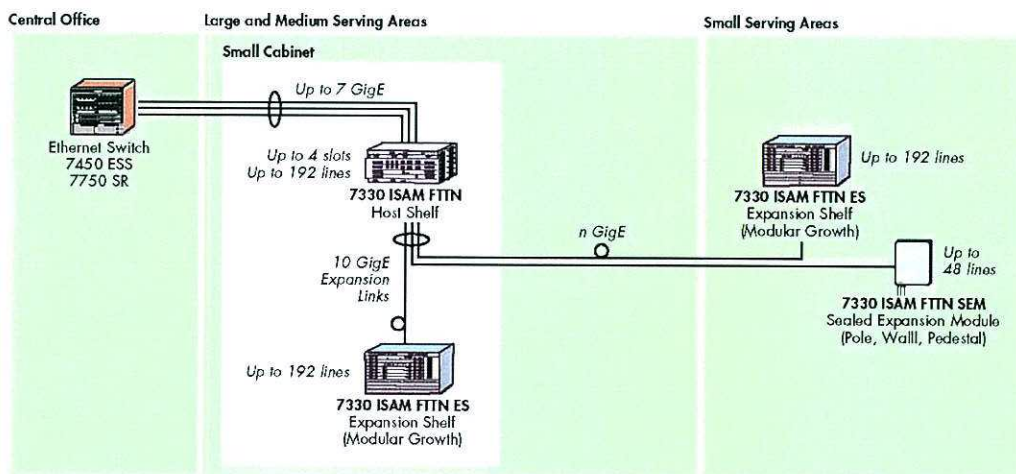 Central Office
Large and Medium Serving Areas
Small Serving Areas
Small Cabinet
Up to 7 GigE
Ethernet Switch
7450 ESS
7750 SR
Up to 4 slots
Up to 192 lines
7330 ISAM FTTN
Host Shelf
Up to 192 lines
7330 ISAM FTTN ES
Expansion Shelf
(Modular Growth)
n GigE
10 GigE
Expansion
Links
Up to
48 lines
7330 ISAM FTTN SEM
Sealed Expansion Module
(Pole, Walll, Pedestal)
Up to 192 lines
7330 ISAM FTTN ES
Expansion Shelf
(Modular Growth)